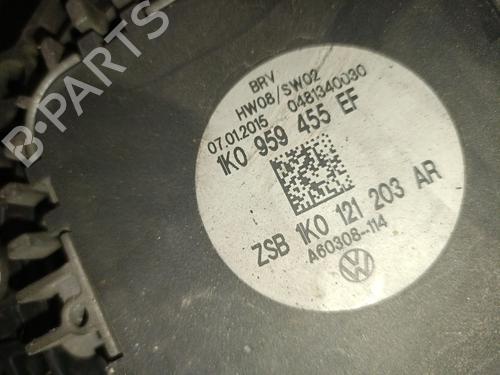 B-PARTS
BRV
HW08/SW02
07.01.2015 0481340030
1K0 959 455 EF
ZSB 1K0 121 203 AR
A60308-114